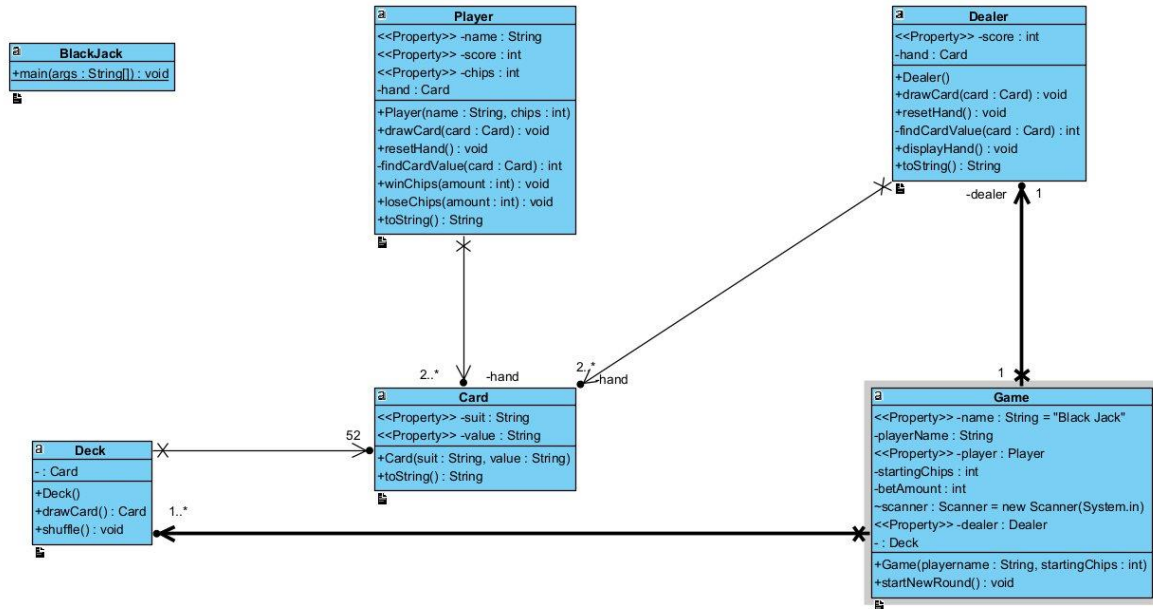 a
BlackJack
+main(args : String[]) : void
a
Player
<<Property>> -name : String
<<Property>> -score : int
<<Property>> -chips : int
-hand : Card
+Player(name : String, chips : int)
+drawCard(card : Card) : void
+resetHand() : void
-findCardValue(card : Card) : int
+winChips(amount : int) : void
+loseChips(amount : int) : void
+toString() : String
a
Dealer
<<Property>> -score : int
-hand : Card
+Dealer()
+drawCard(card : Card) : void
+resetHand() : void
-findCardValue(card : Card) : int
+displayHand() : void
+toString() : String
-dealer
1
2..*
-hand
2..*
-hand
1
a
Card
<<Property>> -suit : String
<<Property>> -value : String
+Card(suit : String, value : String)
+toString() : String
52
a
Deck
- : Card
+Deck()
+drawCard() : Card
+shuffle() : void
1..*
a
Game
<<Property>> -name : String = "Black Jack"
-playerName : String
<<Property>> -player : Player
-startingChips : int
-betAmount : int
~scanner : Scanner = new Scanner(System.in)
<<Property>> -dealer : Dealer
- : Deck
+Game(playername : String, startingChips : int)
+startNewRound() : void